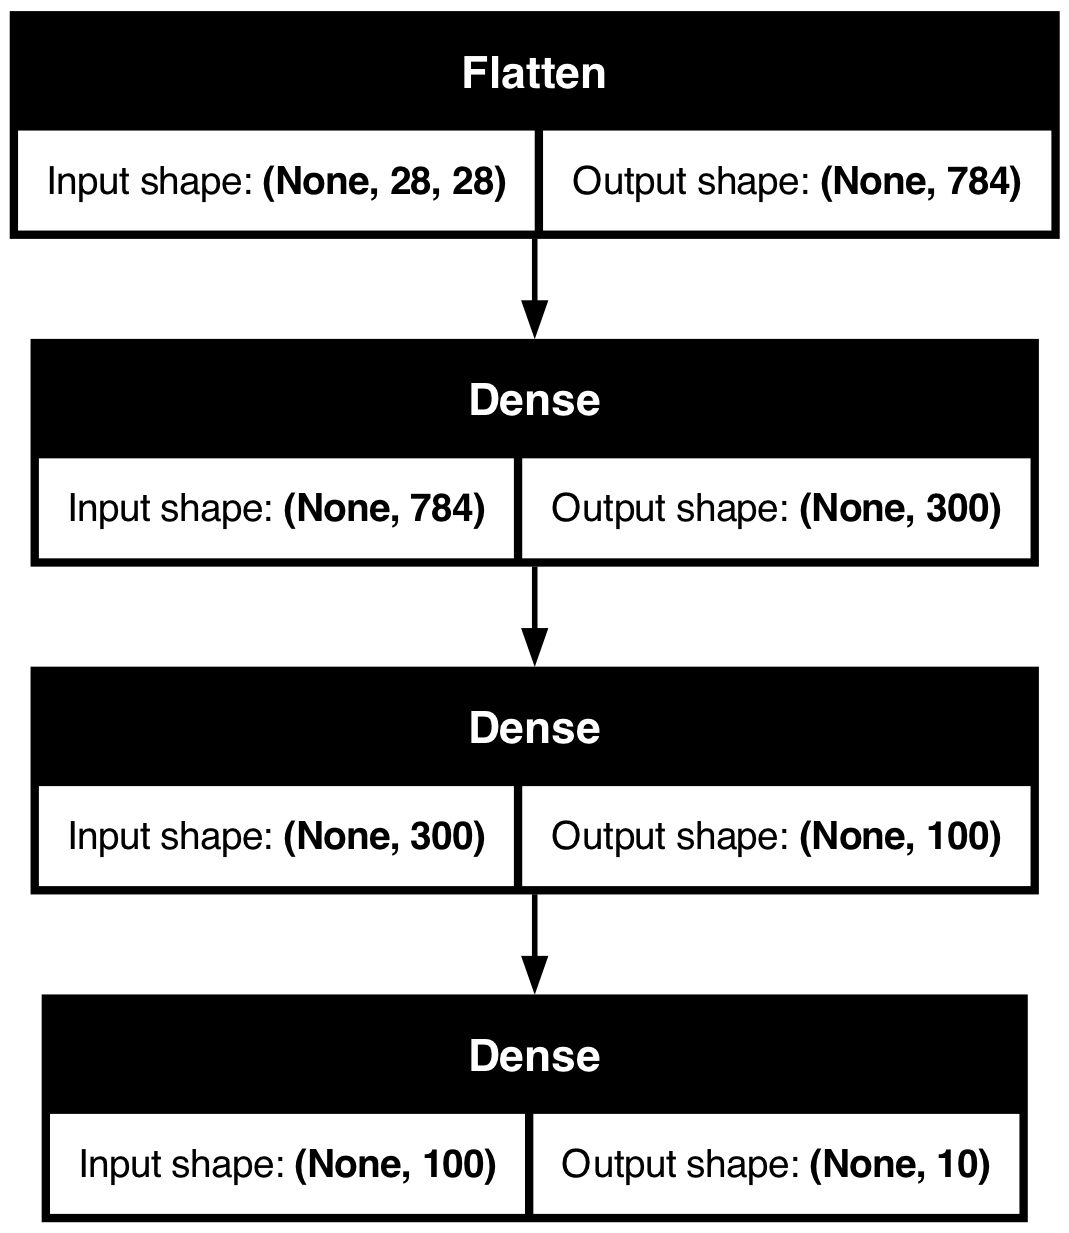 Flatten
Input shape: (None, 28, 28) Output shape: (None, 784)
Dense
Input shape: (None, 784) Output shape: (None, 300)
Dense
Input shape: (None, 300) Output shape: (None, 100)
Dense
Input shape: (None, 100) Output shape: (None, 10)